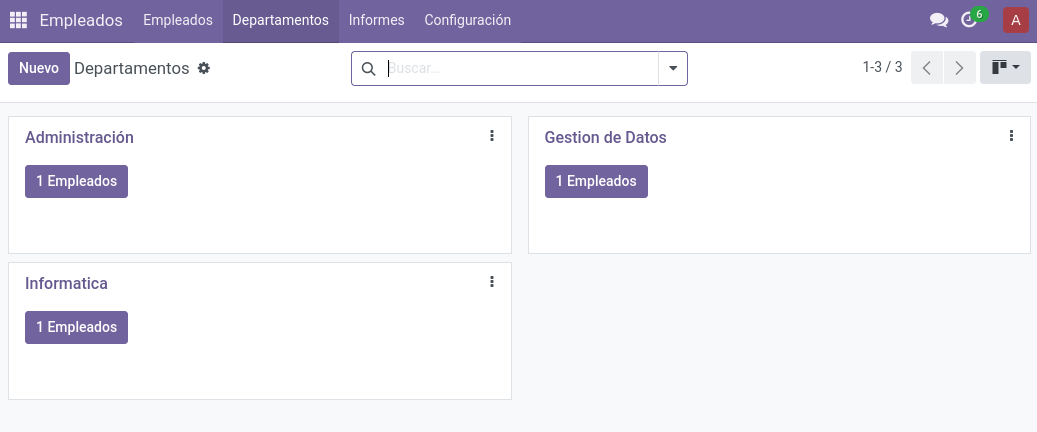 Empleados Empleados Departamentos Informes Configuración 6 A
Nuevo Departamentos Buscar... 1-3 / 3
Administración Gestion de Datos
1 Empleados 1 Empleados
Informatica
1 Empleados